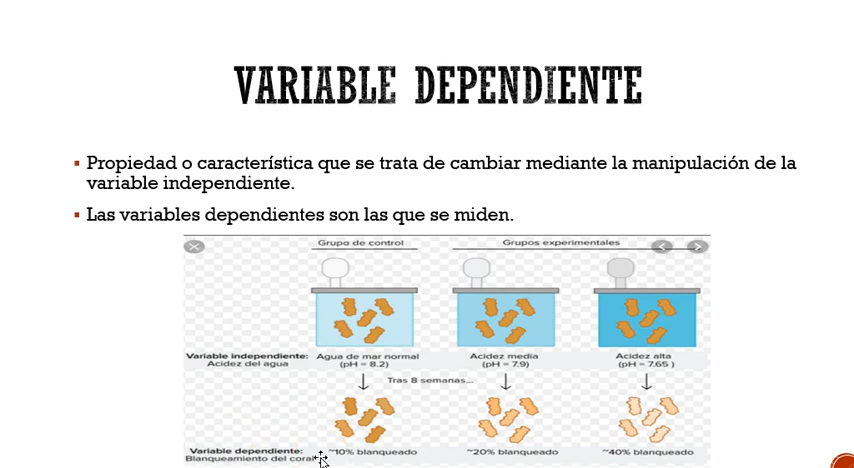 VARIABLE DEPENDIENTE
▪ Propiedad o característica que se trata de cambiar mediante la manipulación de la
variable independiente.
▪ Las variables dependientes son las que se miden.
Grupo de control
Grupos experimentales
Variable independiente:
Acidez del agua
Agua de mar normal
(pH = 8.2)
Acidez media
(pH = 7.9)
Acidez alta
(pH = 7.65 )
Tras 8 semanas...
Variable dependiente:
Blanqueamiento del coral
~10% blanqueado
~20% blanqueado
~40% blanqueado